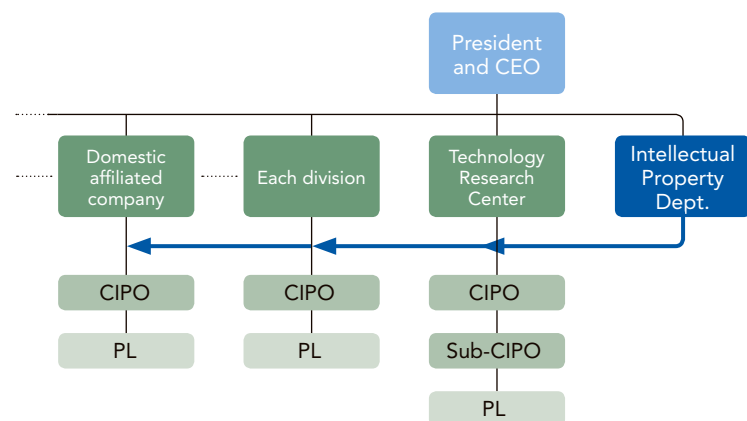 President
and CEO
Domestic
affiliated
company
Each division
Technology
Research
Center
Intellectual
Property
Dept.
CIPO
CIPO
CIPO
PL
PL
Sub-CIPO
PL